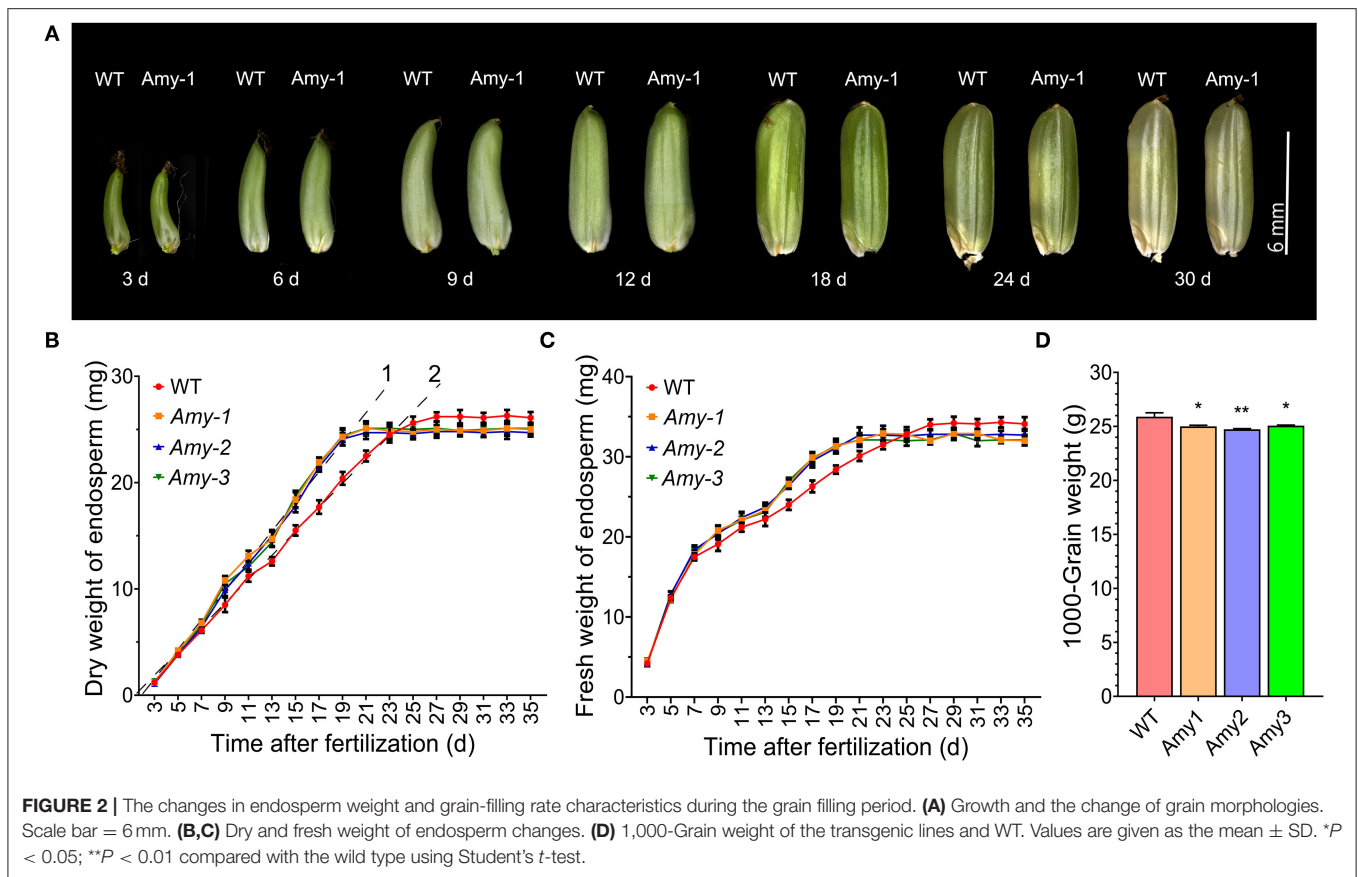 A
WT Amy-1 WT Amy-1 WT Amy-1 WT Amy-1 WT Amy-1 WT Amy-1 WT Amy-1
3 d 6 d 9 d 12 d 18 d 24 d 30 d
6 mm
B
Dry weight of endosperm (mg)
30
20
10
0
WT
Amy-1
Amy-2
Amy-3
1 2
3 5 7 9 11 13 15 17 19 21 23 25 27 29 31 33 35
Time after fertilization (d)
C
Fresh weight of endosperm (mg)
40
30
20
10
0
WT
Amy-1
Amy-2
Amy-3
3 5 7 9 11 13 15 17 19 21 23 25 27 29 31 33 35
Time after fertilization (d)
D
1000-Grain weight (g)
30
25
20
15
10
5
0
* ** *
WT Amy1 Amy2 Amy3
FIGURE 2 | The changes in endosperm weight and grain-filling rate characteristics during the grain filling period. (A) Growth and the change of grain morphologies.
Scale bar = 6 mm. (B,C) Dry and fresh weight of endosperm changes. (D) 1,000-Grain weight of the transgenic lines and WT. Values are given as the mean ± SD. *P
< 0.05; **P < 0.01 compared with the wild type using Student's t-test.